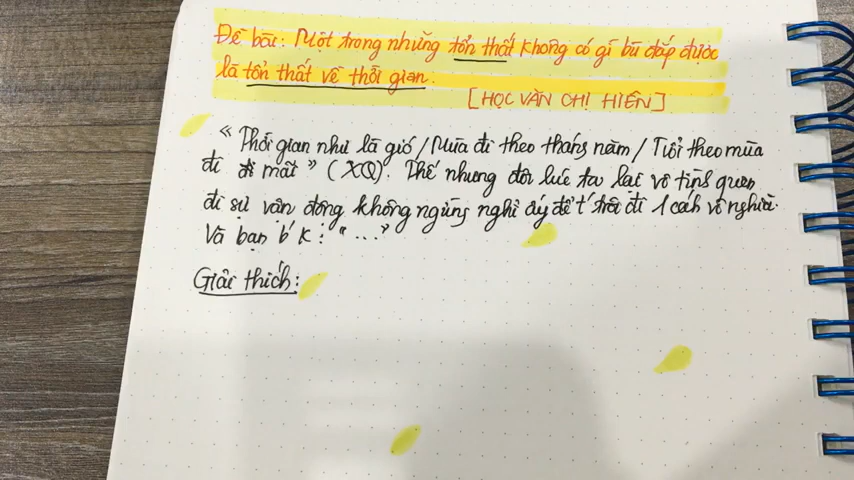 Đề bài: Một trong những tổn thất không có gì bù đắp được
là tổn thất về thời gian.
[HỌC VĂN CHỊ HIÊN]
"Thời gian như là gió / Mùa đi theo tháng năm / Tuổi theo mùa
đi mất" (XQ). Thế nhưng đôi lúc ta lại vô tình quen
đi sự vận động không ngừng nghỉ ấy để t trôi đi 1 cách vô nghĩa.
Và bạn b' k: "..."
Giải thích: